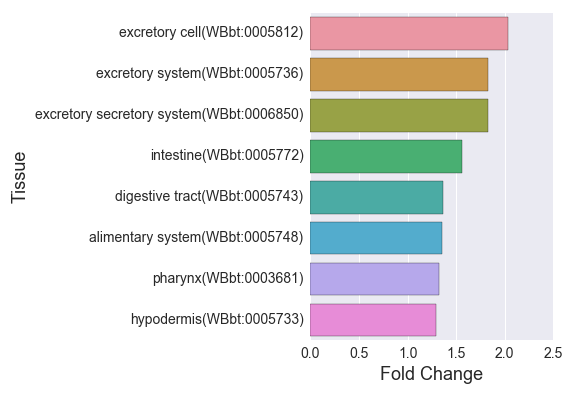 excretory cell(WBbt:0005812)
excretory system(WBbt:0005736)
excretory secretory system(WBbt:0006850)
intestine(WBbt:0005772)
digestive tract(WBbt:0005743)
alimentary system(WBbt:0005748)
pharynx(WBbt:0003681)
hypodermis(WBbt:0005733)
Tissue
0.0 0.5 1.0 1.5 2.0 2.5
Fold Change